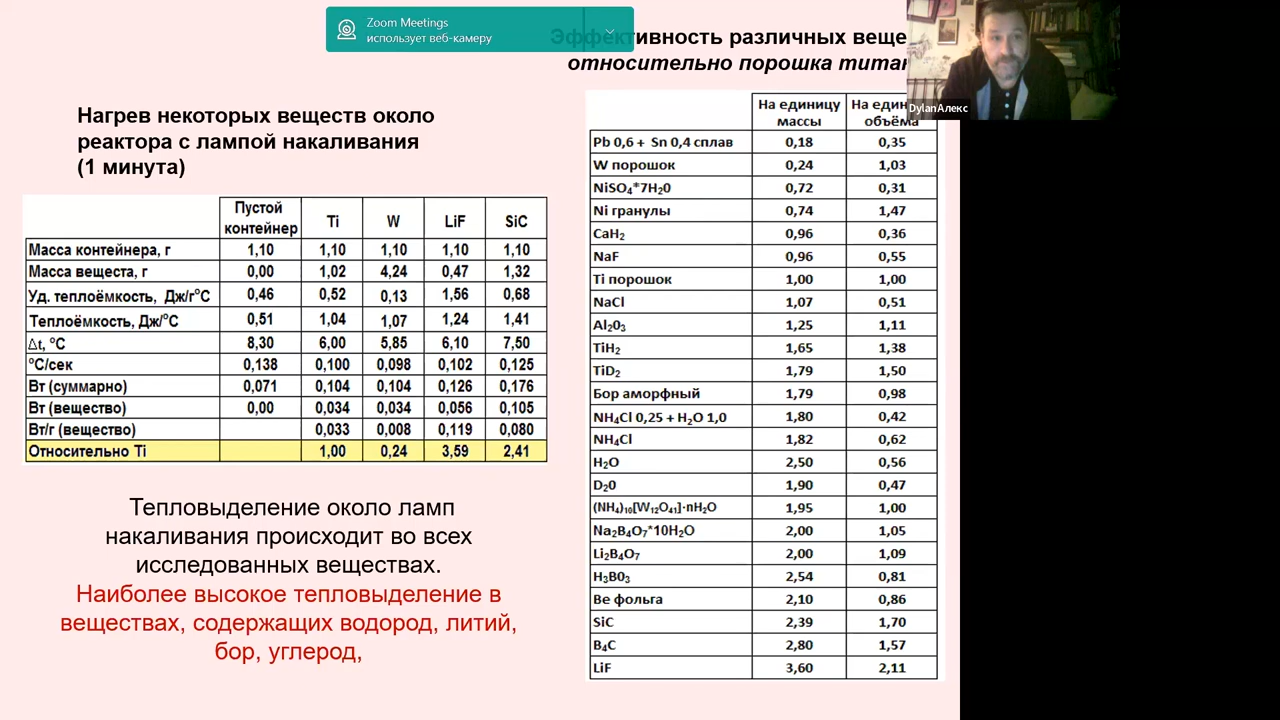 Zoom Meetings
использует веб-камеру
Эффективность различных веще
относительно порошка титан
DylanАлекс
Нагрев некоторых веществ около
реактора с лампой накаливания
(1 минута)
Пустой контейнер Ti W LiF SiC
Масса контейнера, г 1,10 1,10 1,10 1,10 1,10
Масса вещеста, г 0,00 1,02 4,24 0,47 1,32
Уд. теплоёмкость, Дж/г°С 0,46 0,52 0,13 1,56 0,68
Теплоёмкость, Дж/°С 0,51 1,04 1,07 1,24 1,41
Δt, °С 8,30 6,00 5,85 6,10 7,50
°С/сек 0,138 0,100 0,098 0,102 0,125
Вт (суммарно) 0,071 0,104 0,104 0,126 0,176
Вт (вещество) 0,00 0,034 0,034 0,056 0,105
Вт/г (вещество) 0,033 0,008 0,119 0,080
Относительно Ti 1,00 0,24 3,59 2,41
Тепловыделение около ламп
накаливания происходит во всех
исследованных веществах.
Наиболее высокое тепловыделение в
веществах, содержащих водород, литий,
бор, углерод,
На единицу массы На един объёма
Pb 0,6 + Sn 0,4 сплав 0,18 0,35
W порошок 0,24 1,03
NiSO₄*7H₂0 0,72 0,31
Ni гранулы 0,74 1,47
CaH₂ 0,96 0,36
NaF 0,96 0,55
Ti порошок 1,00 1,00
NaCl 1,07 0,51
Al₂0₃ 1,25 1,11
TiH₂ 1,65 1,38
TiD₂ 1,79 1,50
Бор аморфный 1,79 0,98
NH₄Cl 0,25 + H₂O 1,0 1,80 0,42
NH₄Cl 1,82 0,62
H₂O 2,50 0,56
D₂0 1,90 0,47
(NH₄)₁₀[W₁₂O₄₁]·nH₂O 1,95 1,00
Na₂B₄O₇*10H₂O 2,00 1,05
Li₂B₄O₇ 2,00 1,09
H₃B0₃ 2,54 0,81
Be фольга 2,10 0,86
SiC 2,39 1,70
B₄C 2,80 1,57
LiF 3,60 2,11